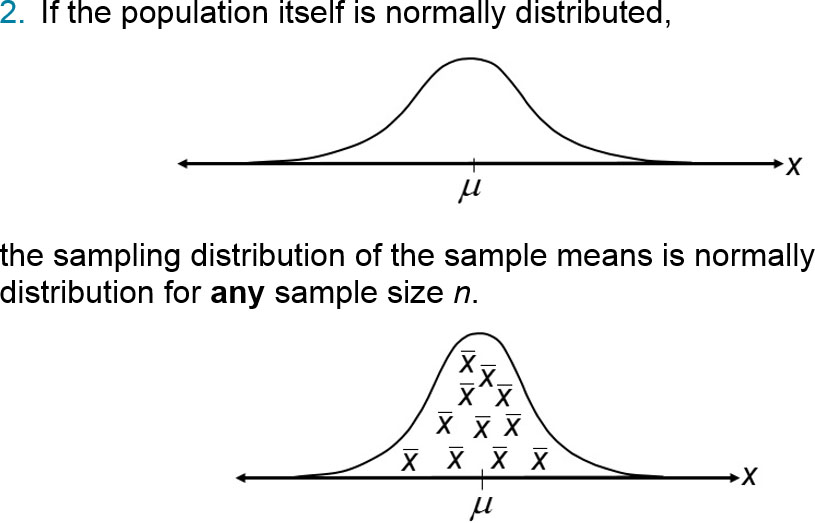 2. If the population itself is normally distributed,
x
μ
the sampling distribution of the sample means is normally
distribution for any sample size n.
x̅
x̅
x̅ x̅
x̅ x̅ x̅
x̅ x̅ x̅ x̅
x
μ